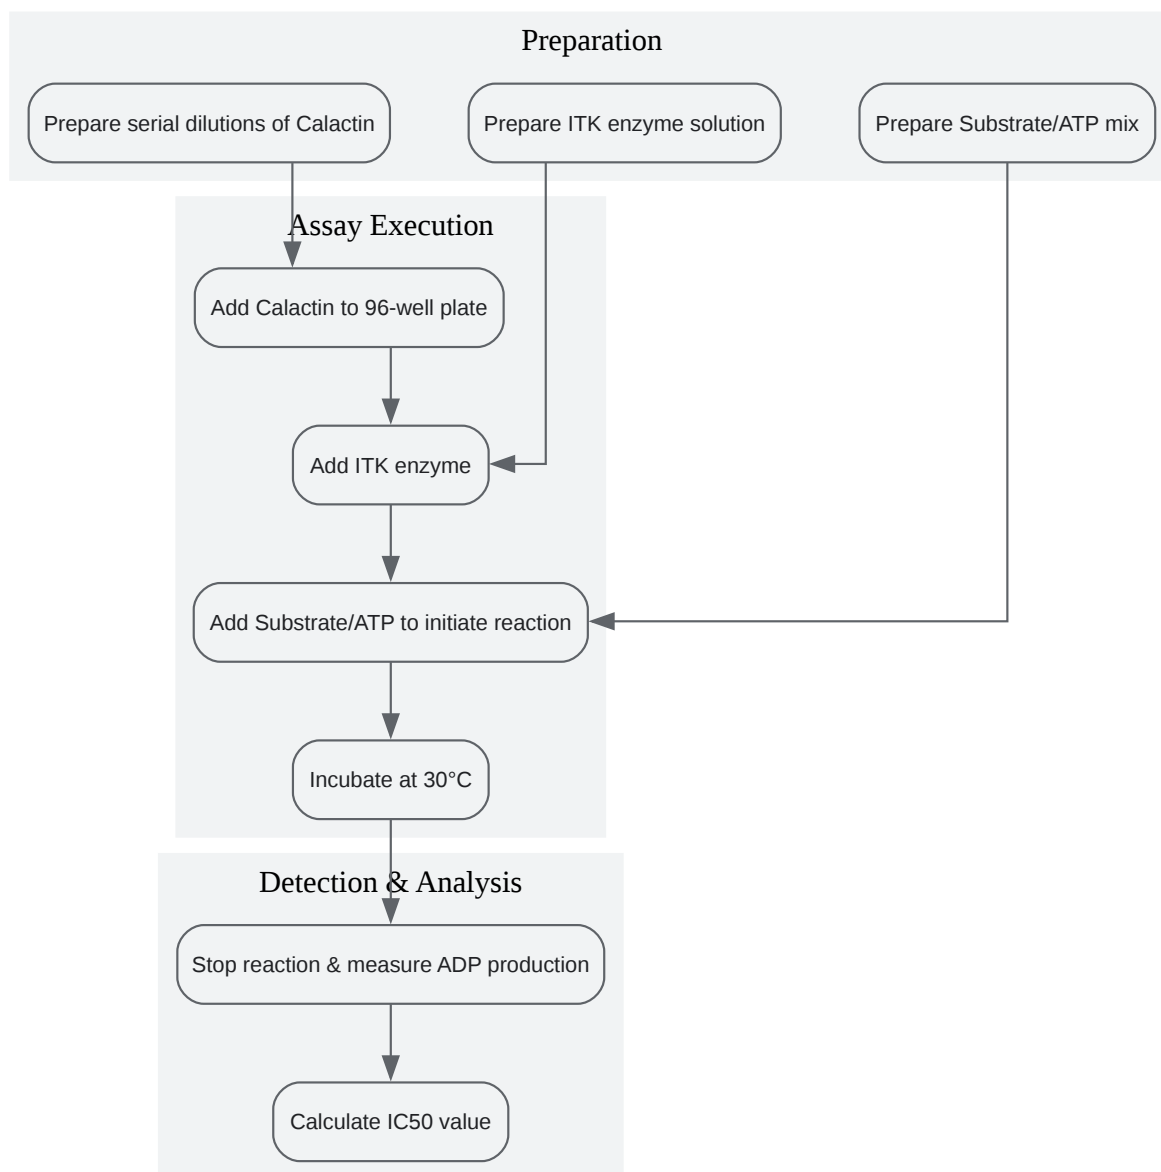 Preparation
Prepare serial dilutions of Calactin
Prepare ITK enzyme solution
Prepare Substrate/ATP mix
Assay Execution
Add Calactin to 96-well plate
Add ITK enzyme
Add Substrate/ATP to initiate reaction
Incubate at 30°C
Detection & Analysis
Stop reaction & measure ADP production
Calculate IC50 value